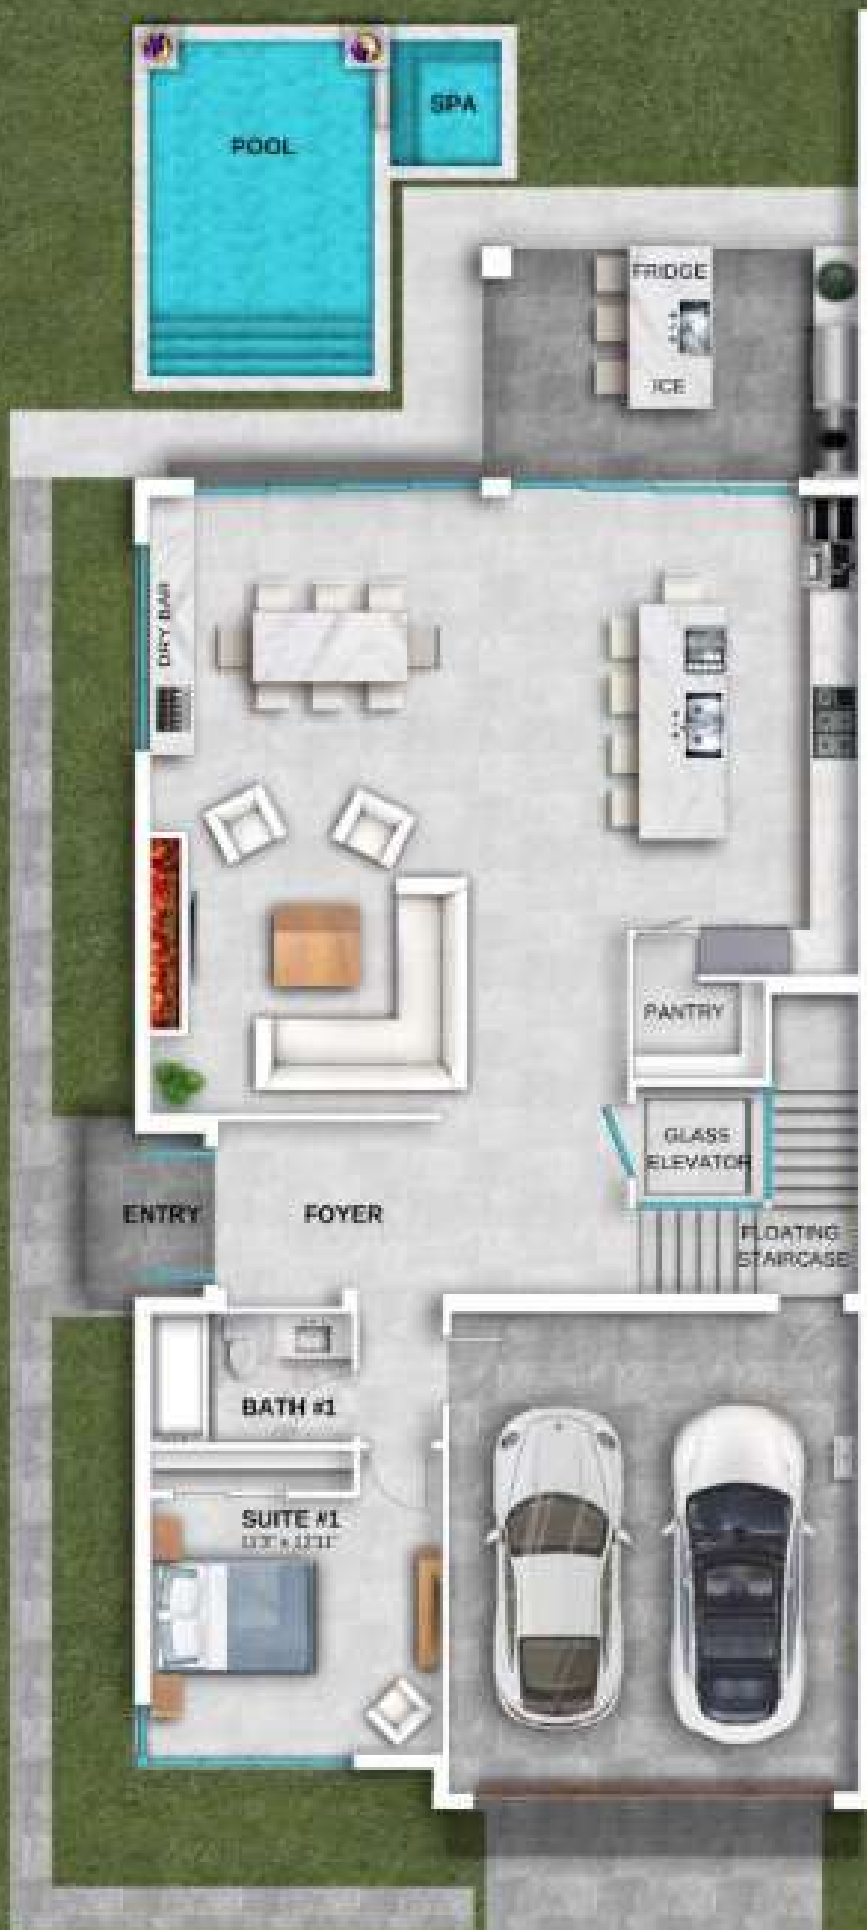 POOL
SPA
FRIDGE
ICE
DRY BAR
PANTRY
GLASS
ELEVATOR
ENTRY
FOYER
FLOATING
STAIRCASE
BATH #1
SUITE #1